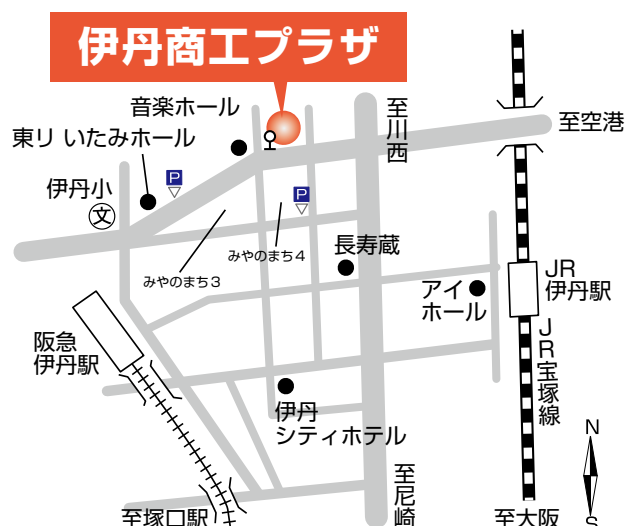 伊丹商工プラザ
音楽ホール
東リ いたみホール
至川西
至空港
P
伊丹小
文
P
みやのまち4
みやのまち3
長寿蔵
アイ
ホール
JR
伊丹駅
阪急
伊丹駅
JR宝塚線
伊丹
シティホテル
N
至尼崎
至塚口駅
至大阪
S